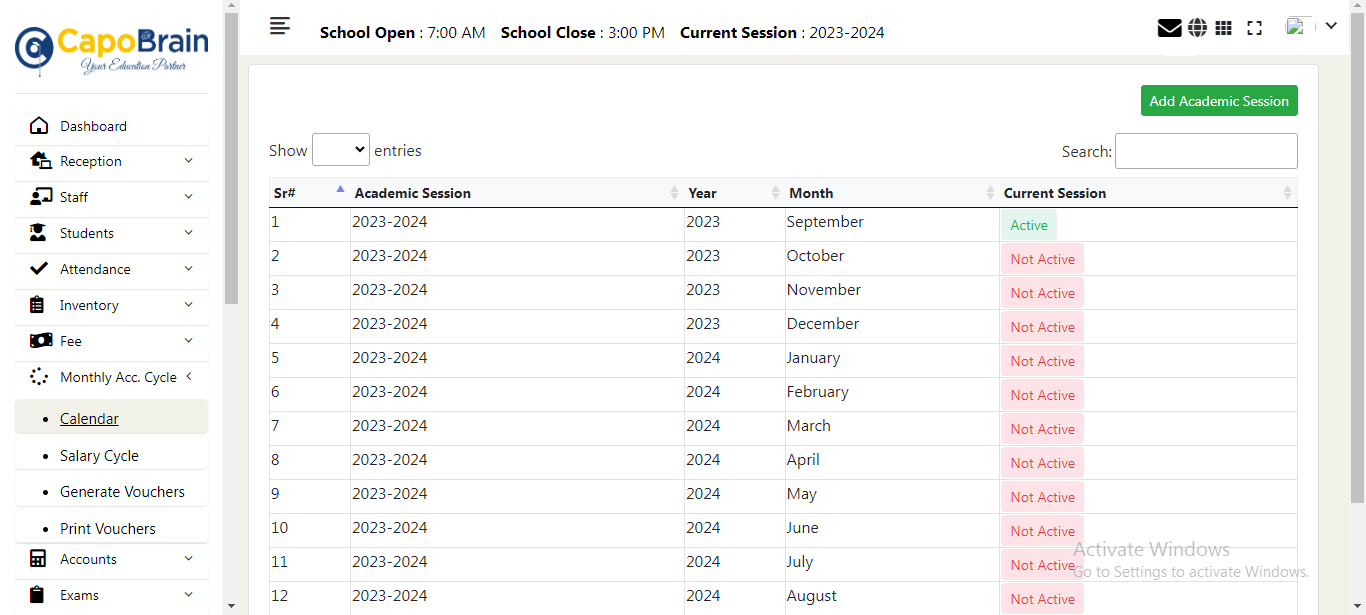 CapoBrain
Your Education Partner
School Open : 7:00 AM School Close : 3:00 PM Current Session : 2023-2024
Dashboard
Reception
Staff
Students
Attendance
Inventory
Fee
Monthly Acc. Cycle
Calendar
Salary Cycle
Generate Vouchers
Print Vouchers
Accounts
Exams
Add Academic Session
Show entries
Search:
Sr# Academic Session Year Month Current Session
1 2023-2024 2023 September Active
2 2023-2024 2023 October Not Active
3 2023-2024 2023 November Not Active
4 2023-2024 2023 December Not Active
5 2023-2024 2024 January Not Active
6 2023-2024 2024 February Not Active
7 2023-2024 2024 March Not Active
8 2023-2024 2024 April Not Active
9 2023-2024 2024 May Not Active
10 2023-2024 2024 June Not Active
11 2023-2024 2024 July Not Active
12 2023-2024 2024 August Not Active
Activate Windows
Go to Settings to activate Windows.